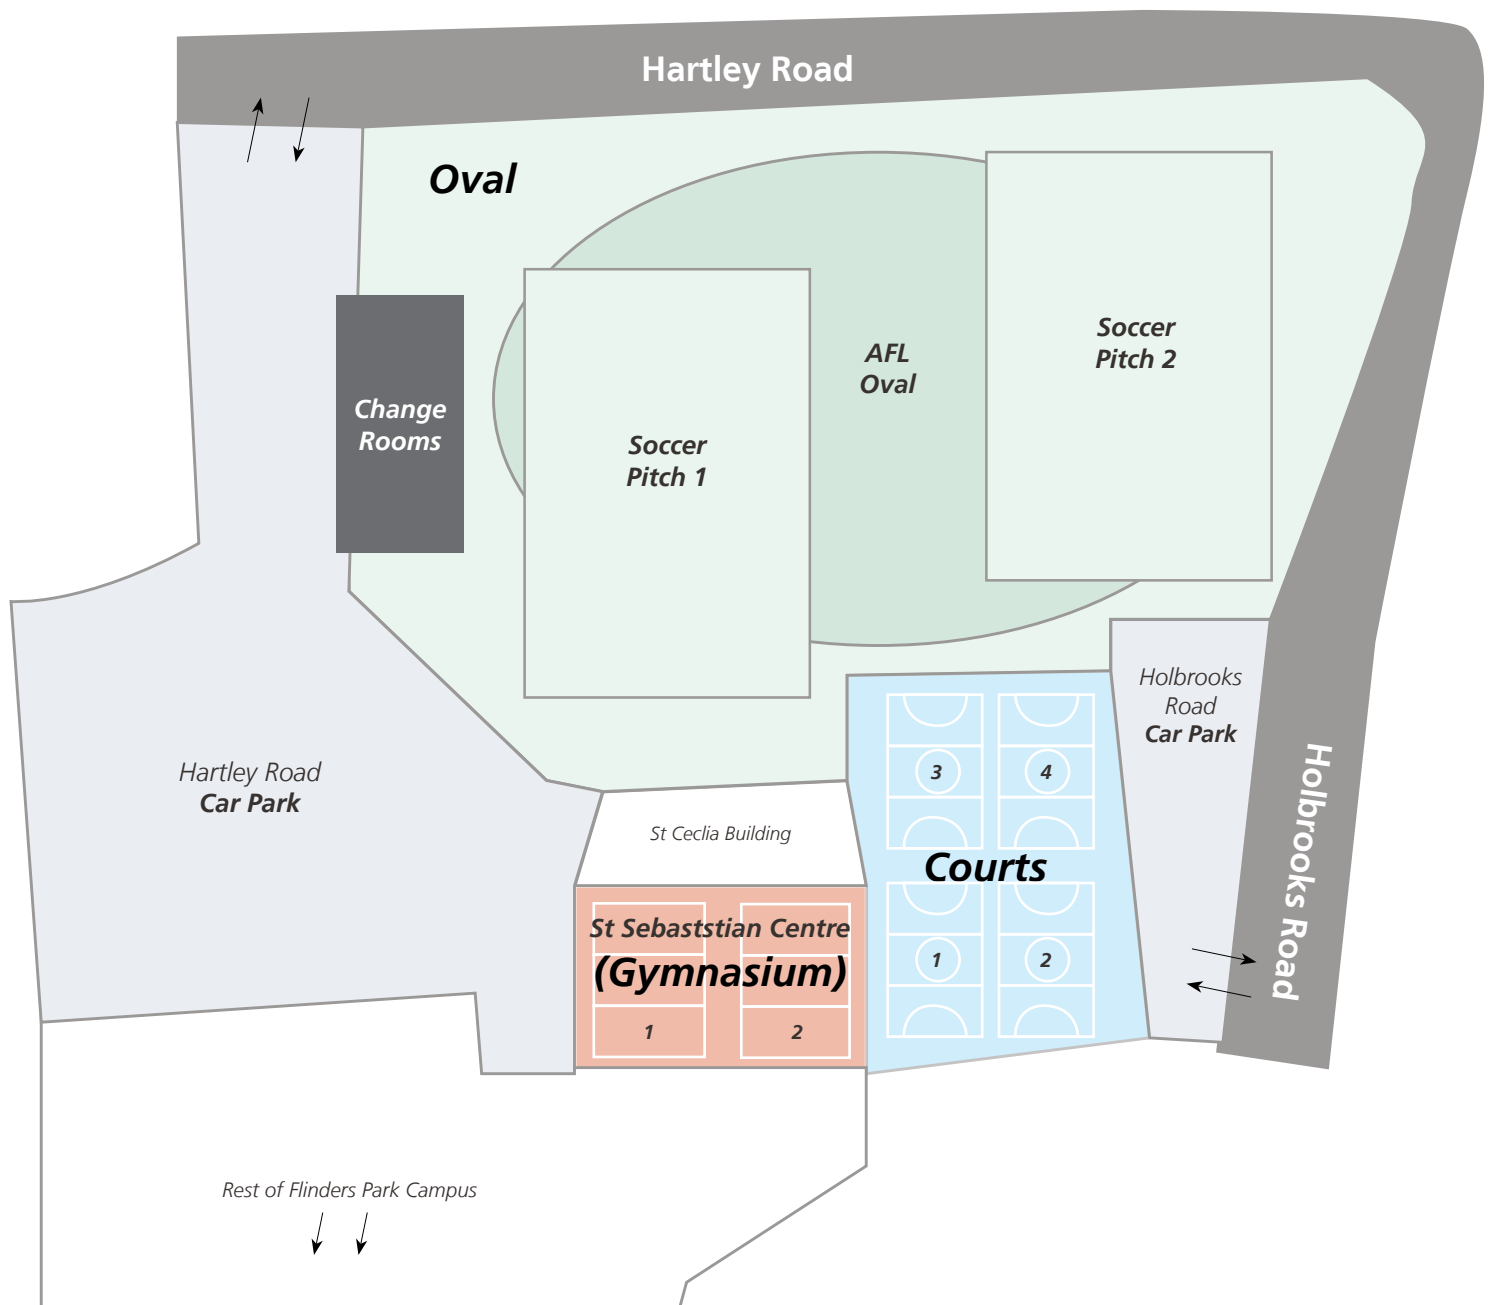 Hartley Road
Oval
Soccer
Pitch 2
AFL
Oval
Change
Rooms
Soccer
Pitch 1
Holbrooks
Road
Car Park
Holbrooks Road
Hartley Road
Car Park
3
4
St Ceclia Building
Courts
St Sebaststian Centre
(Gymnasium)
1
2
1
2
Rest of Flinders Park Campus